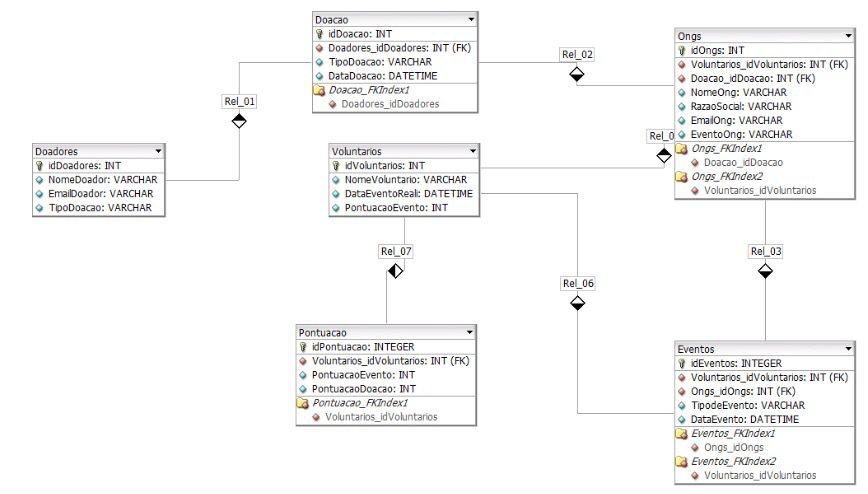 Doacao
idDoacao: INT
Doadores_idDoadores: INT (FK)
TipoDoacao: VARCHAR
DataDoacao: DATETIME
Doacao_FKIndex1
Doadores_idDoadores
Rel_02
Ongs
idOngs: INT
Voluntarios_idVoluntarios: INT (FK)
Doacao_idDoacao: INT (FK)
NomeOng: VARCHAR
RazaoSocial: VARCHAR
EmailOng: VARCHAR
EventoOng: VARCHAR
Ongs_FKIndex1
Doacao_idDoacao
Ongs_FKIndex2
Voluntarios_idVoluntarios
Rel_01
Rel_0
Doadores
idDoadores: INT
NomeDoador: VARCHAR
EmailDoador: VARCHAR
TipoDoacao: VARCHAR
Voluntarios
idVoluntarios: INT
NomeVoluntario: VARCHAR
DataEventoReal: DATETIME
PontuacaoEvento: INT
Rel_07
Rel_03
Rel_06
Pontuacao
idPontuacao: INTEGER
Voluntarios_idVoluntarios: INT (FK)
PontuacaoEvento: INT
PontuacaoDoacao: INT
Pontuacao_FKIndex1
Voluntarios_idVoluntarios
Eventos
idEventos: INTEGER
Voluntarios_idVoluntarios: INT (FK)
Ongs_idOngs: INT (FK)
TipodeEvento: VARCHAR
DataEvento: DATETIME
Eventos_FKIndex1
Ongs_idOngs
Eventos_FKIndex2
Voluntarios_idVoluntarios